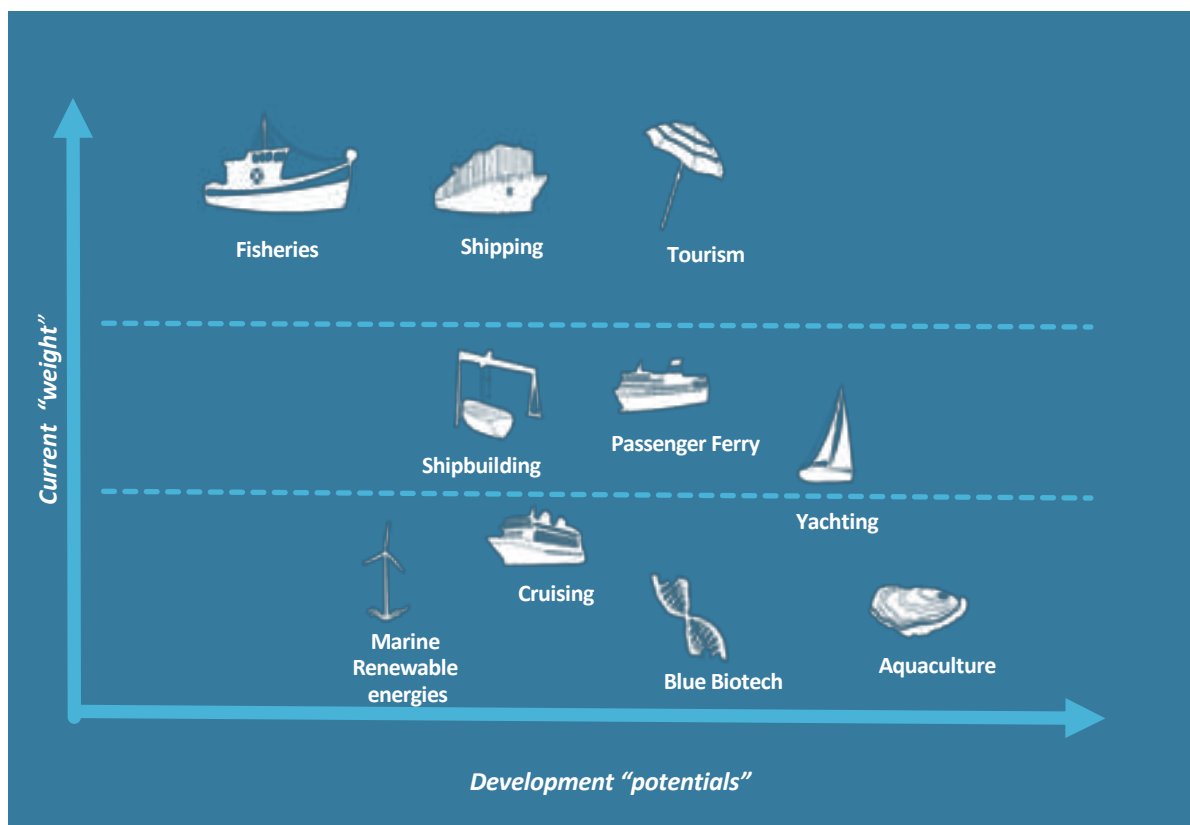 Fisheries
Shipping
Tourism
Current “weight”
Shipbuilding
Passenger Ferry
Yachting
Cruising
Marine
Renewable
energies
Blue Biotech
Aquaculture
Development “potentials”